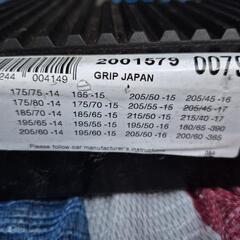 2001579 007
244 004149 GRIP JAPAN
175/75 -14 165 -15 205/50 -15 205/45 -16
175/80 -14 175/70 -15 205/55 -15 205/45 -17
185/70 -14 185/65 -15 215/50 -15 215/40 -17
195/65 -14 195/55 -15 195/50 -16 180/65 -390
205/60 -14 195/60 -15 205/50 -16 200/60 -365
Please follow car manufacturer's instructions